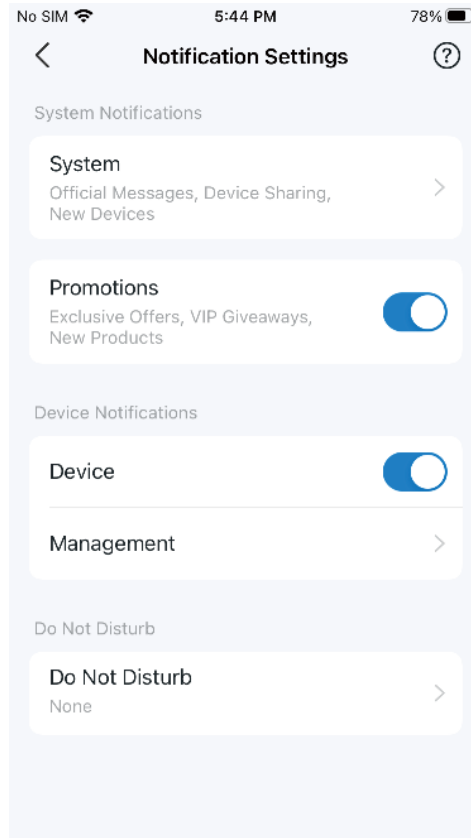 No SIM 5:44 PM 78%
Notification Settings ?
System Notifications
System
Official Messages, Device Sharing,
New Devices
Promotions
Exclusive Offers, VIP Giveaways,
New Products
Device Notifications
Device
Management
Do Not Disturb
Do Not Disturb
None